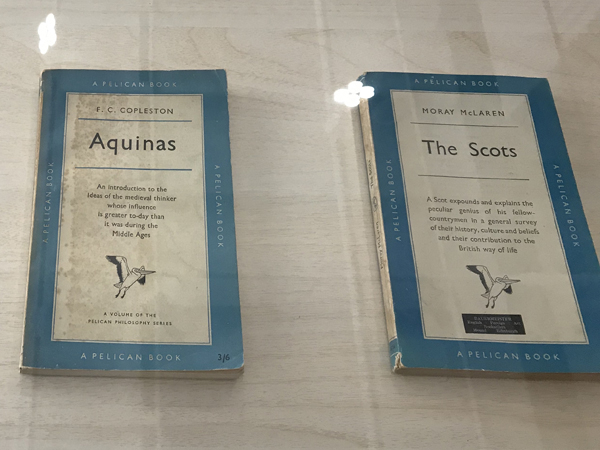 A PELICAN BOOK
F. C. COPLESTON
Aquinas
An introduction to the
ideas of the medieval thinker
whose influence
is greater to-day than
it was during the
Middle Ages
A VOLUME OF THE
PELICAN PHILOSOPHY SERIES
A PELICAN BOOK
3/6
A PELICAN BOOK
A PELICAN BOOK
A PELICAN BOOK
MORAY McLAREN
The Scots
A Scot expounds and explains the
peculiar genius of his fellow-
countrymen in a general survey
of their history, culture and beliefs
and their contribution to the
British way of life
A PELICAN BOOK
A PELICAN BOOK
A PELICAN BOOK